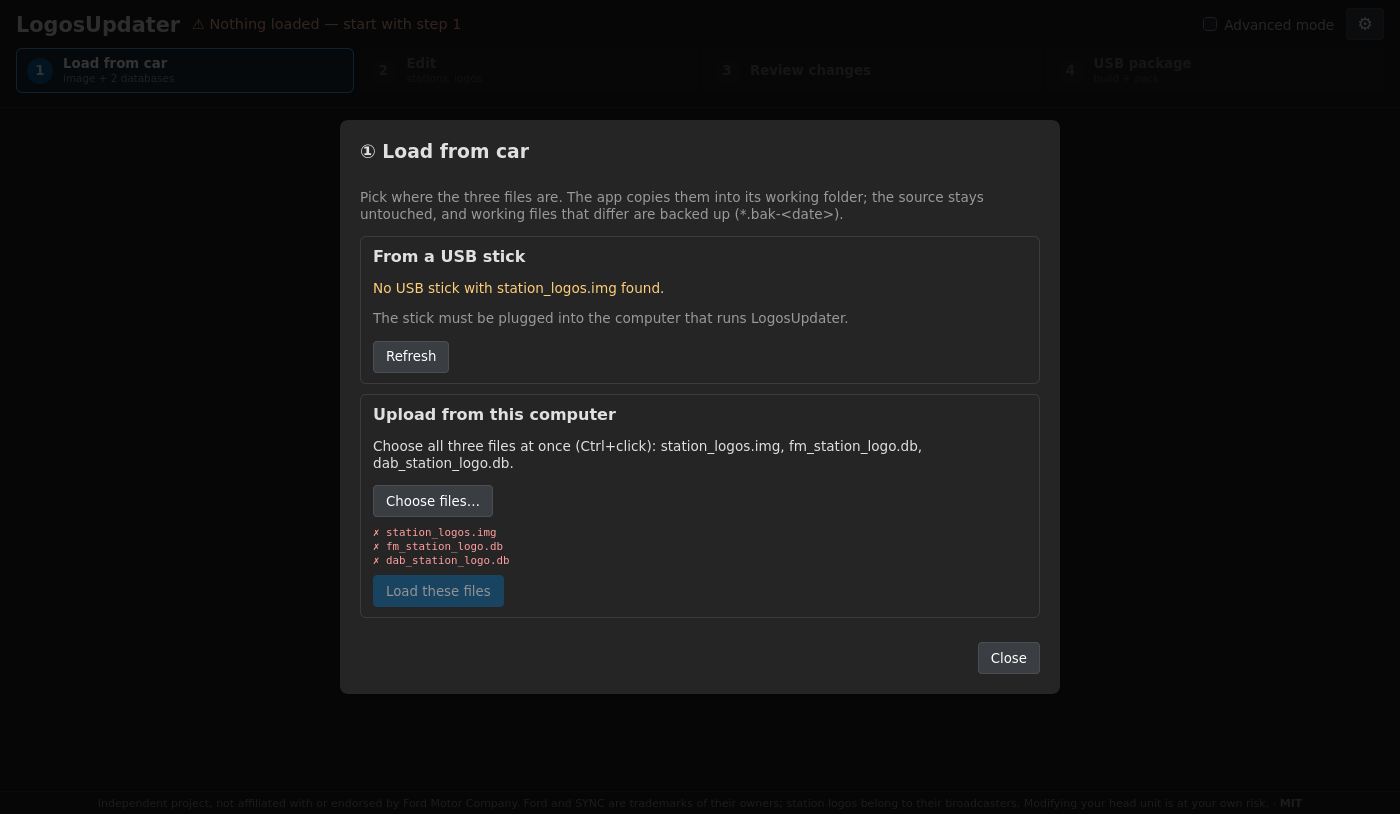 LogosUpdater ⚠ Nothing loaded — start with step 1
Advanced mode ⚙
1 Load from car
image + 2 databases
2 Edit
stations, logos
3 Review changes
4 USB package
build + pack
① Load from car
Pick where the three files are. The app copies them into its working folder; the source stays
untouched, and working files that differ are backed up (*.bak-<date>).
From a USB stick
No USB stick with station_logos.img found.
The stick must be plugged into the computer that runs LogosUpdater.
Refresh
Upload from this computer
Choose all three files at once (Ctrl+click): station_logos.img, fm_station_logo.db,
dab_station_logo.db.
Choose files…
✗ station_logos.img
✗ fm_station_logo.db
✗ dab_station_logo.db
Load these files
Close
Independent project, not affiliated with or endorsed by Ford Motor Company. Ford and SYNC are trademarks of their owners; station logos belong to their broadcasters. Modifying your head unit is at your own risk. · MIT